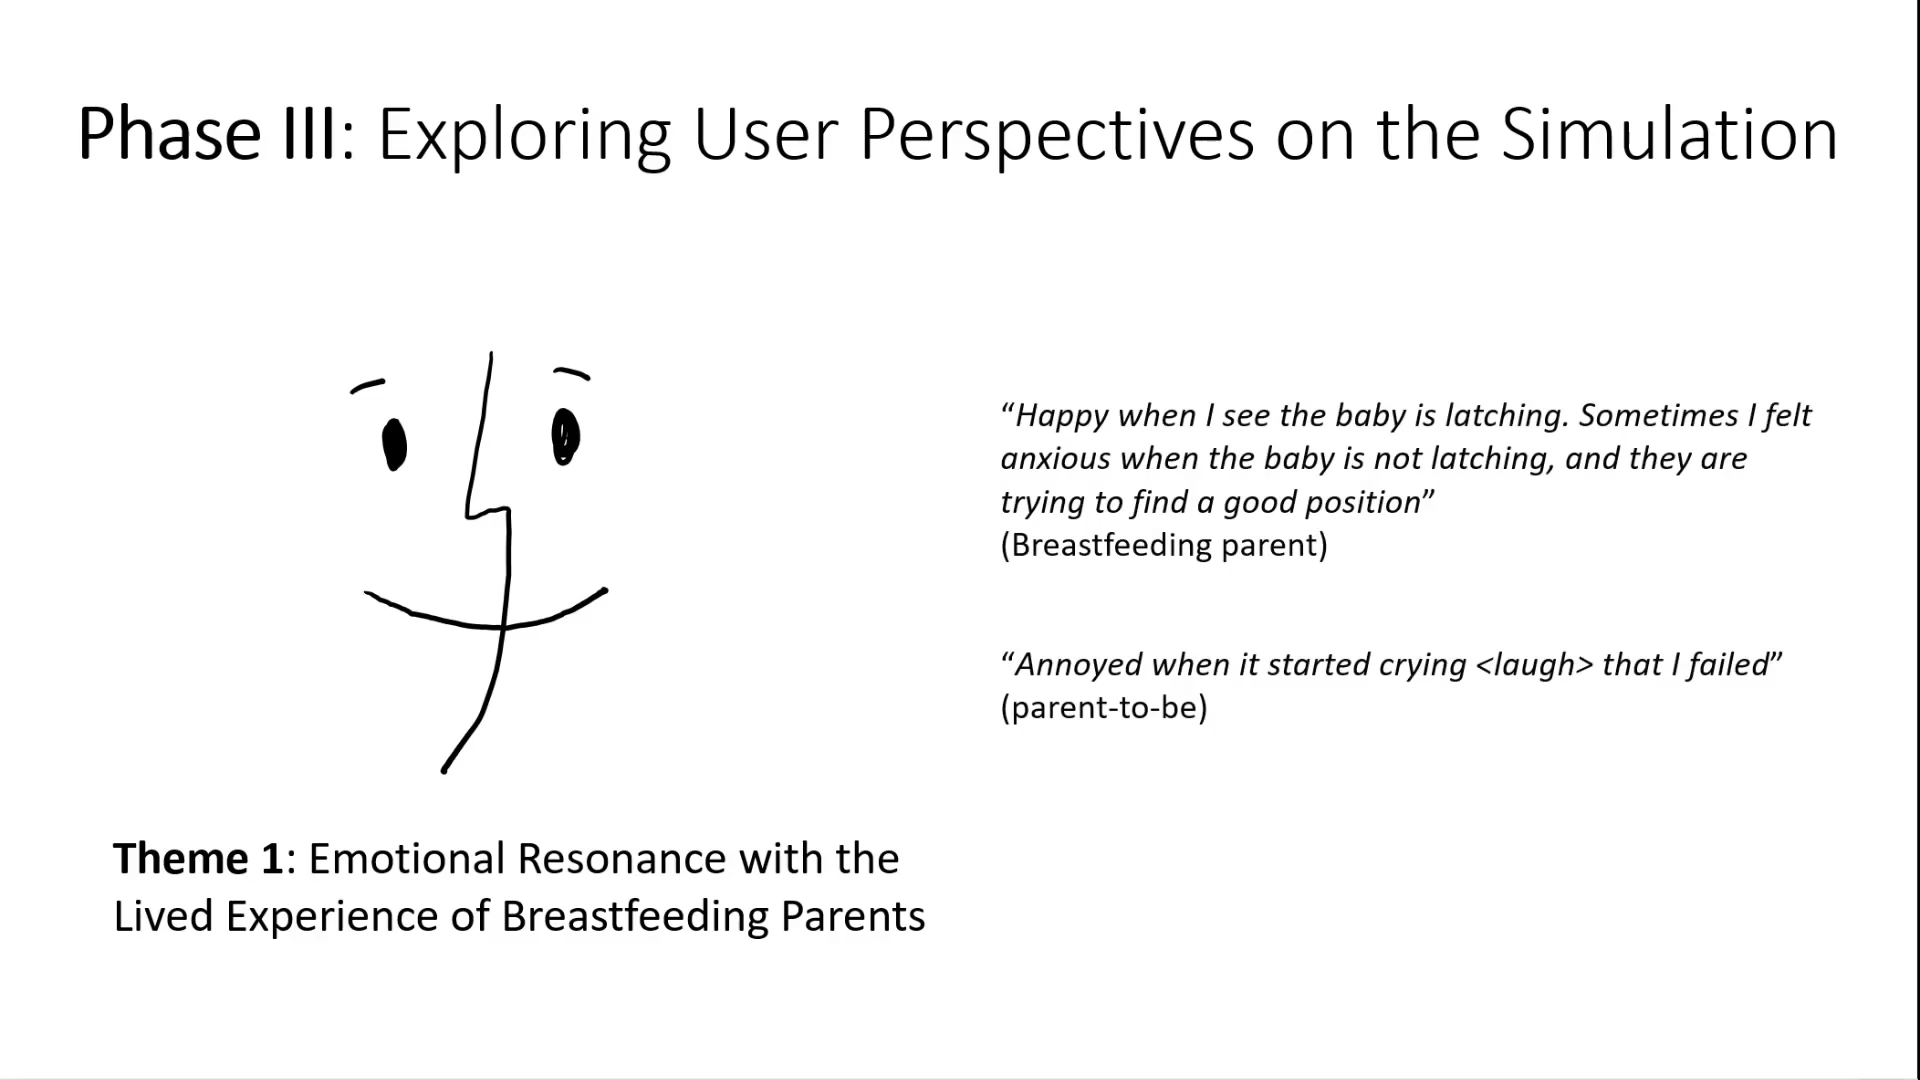 Phase III: Exploring User Perspectives on the Simulation
“Happy when I see the baby is latching. Sometimes I felt
anxious when the baby is not latching, and they are
trying to find a good position”
(Breastfeeding parent)
“Annoyed when it started crying <laugh> that I failed”
(parent-to-be)
Theme 1: Emotional Resonance with the
Lived Experience of Breastfeeding Parents